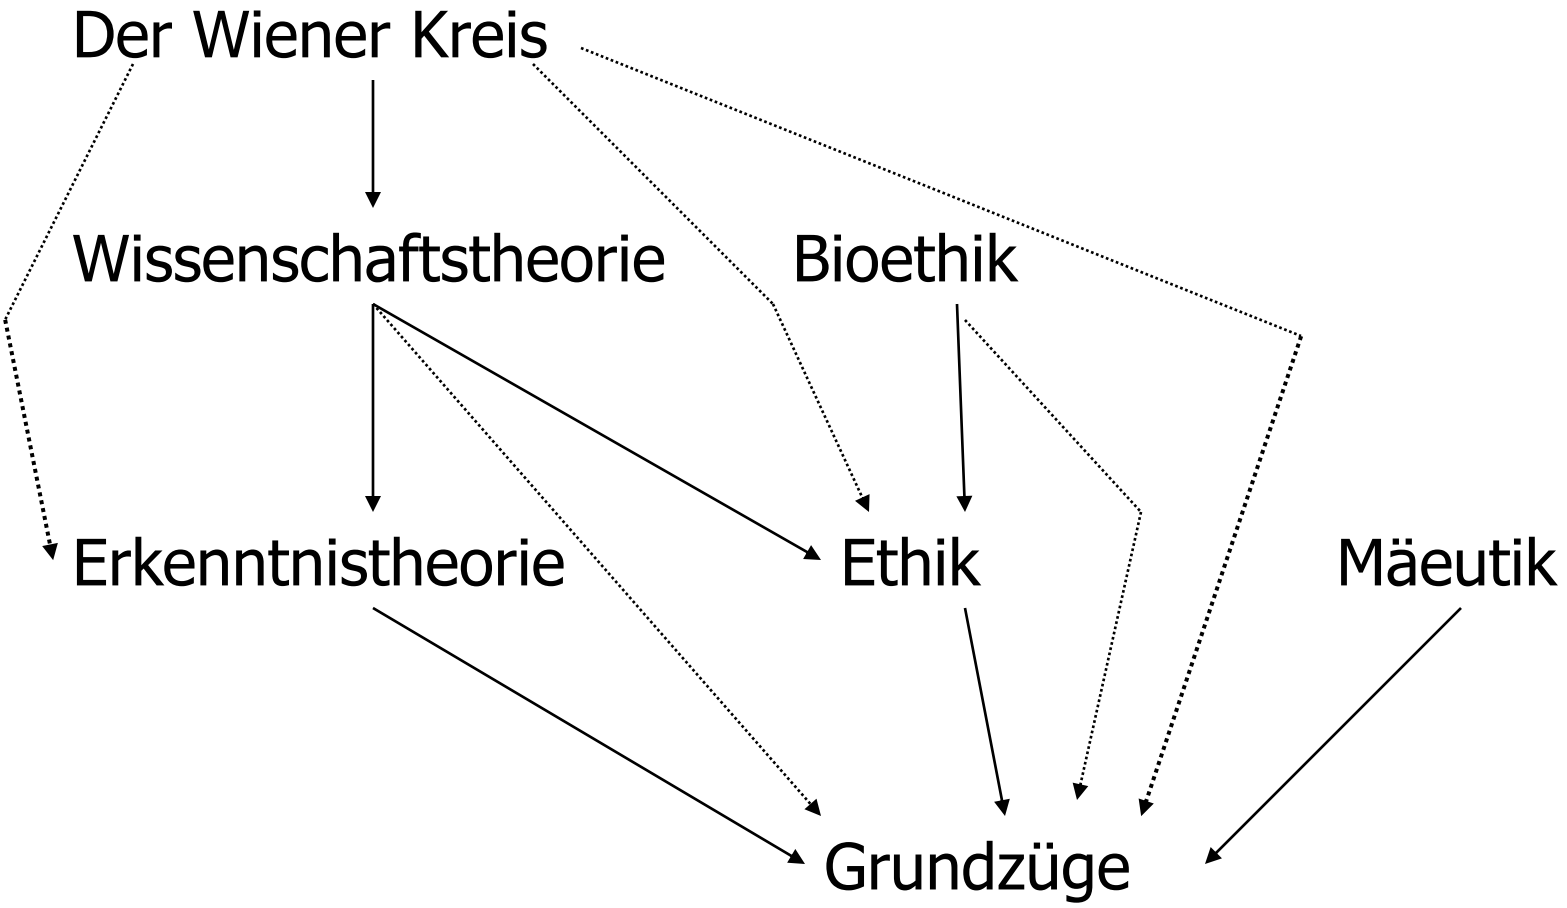 Der Wiener Kreis
Wissenschaftstheorie
Bioethik
Erkenntnistheorie
Ethik
Mäeutik
Grundzüge